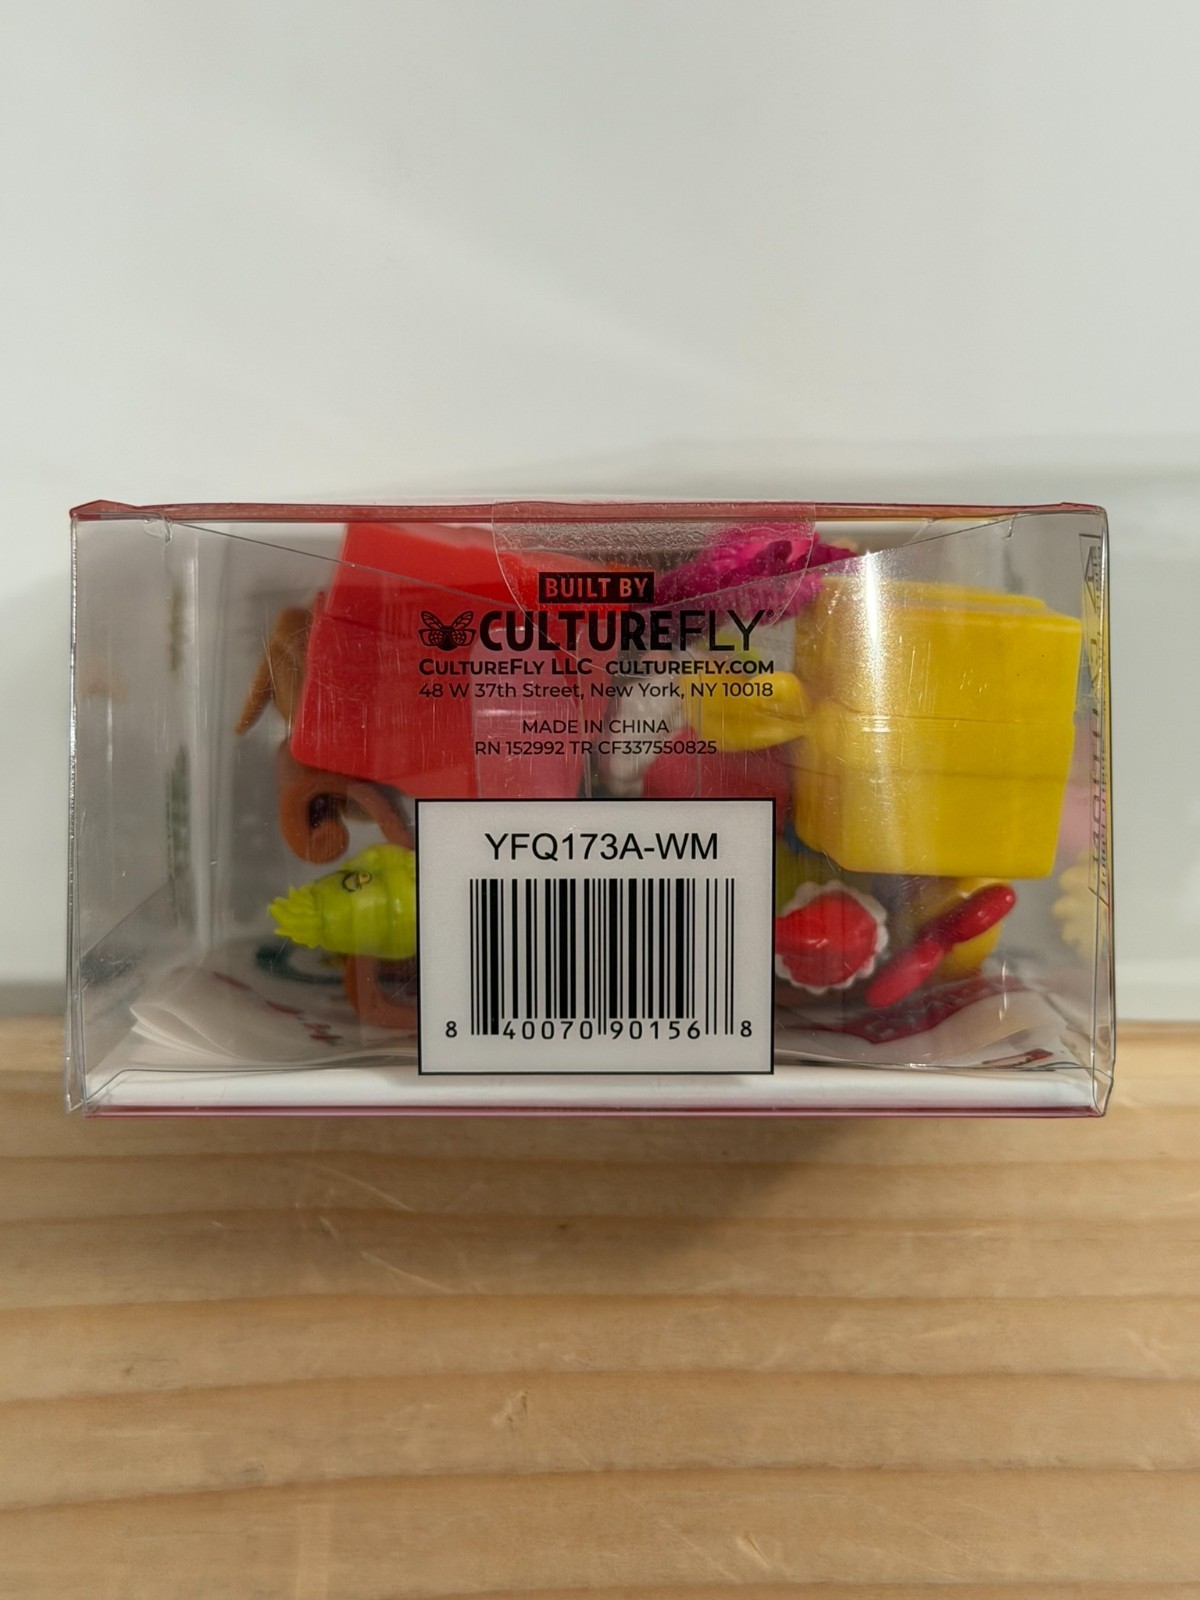 BUILT BY
CULTUREFLY®
CULTUREFLY LLC CULTUREFLY.COM
48 W 37th Street, New York, NY 10018
MADE IN CHINA
RN 152992 TR CF337550825
YFQ173A-WM
8 40070 90156 8